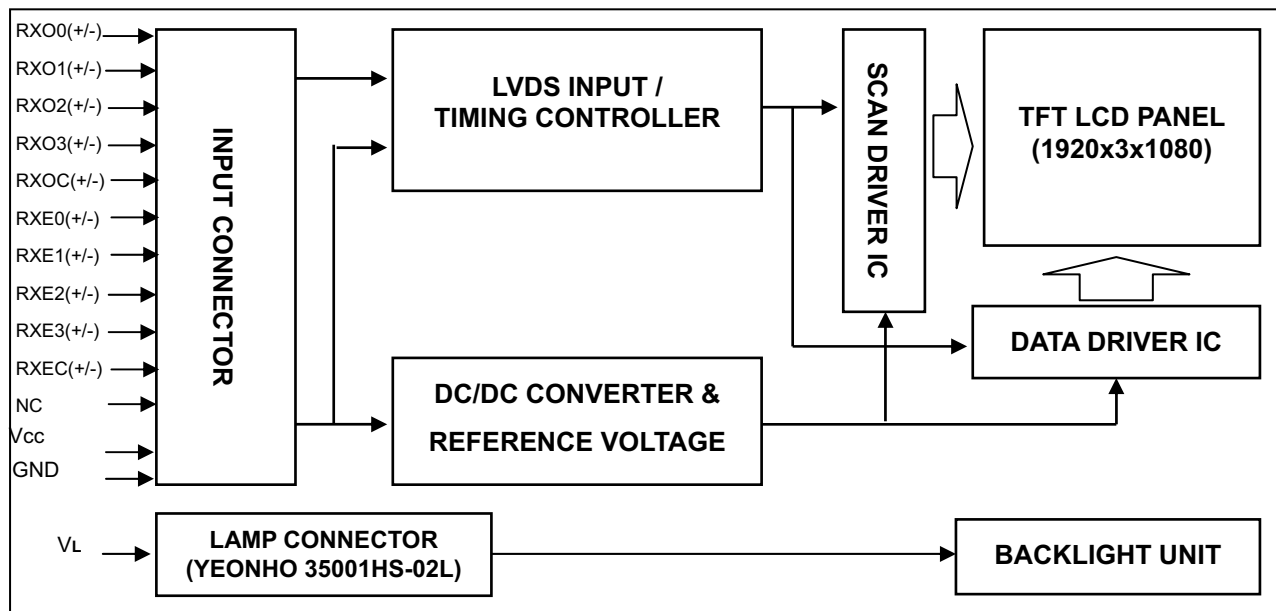 RXO0(+/-)
RXO1(+/-)
RXO2(+/-)
RXO3(+/-)
RXOC(+/-)
RXE0(+/-)
RXE1(+/-)
RXE2(+/-)
RXE3(+/-)
RXEC(+/-)
NC
Vcc
GND
INPUT CONNECTOR
LVDS INPUT /
TIMING CONTROLLER
DC/DC CONVERTER &
REFERENCE VOLTAGE
SCAN DRIVER IC
TFT LCD PANEL
(1920x3x1080)
DATA DRIVER IC
VL
LAMP CONNECTOR
(YEONHO 35001HS-02L)
BACKLIGHT UNIT